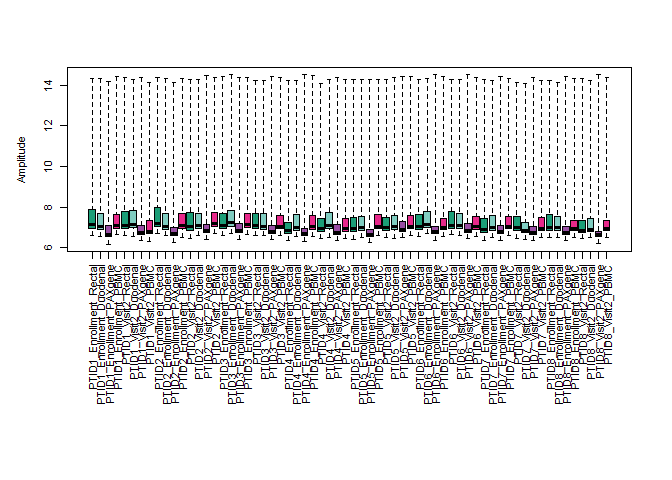 Amplitude
14
12
10
8
6
PTID1_Enrollment_Rectal
PTID1_Enrollment_Duodenal
PTID1_Enrollment_PAXgene
PTID1_Enrollment_PBMC
PTID1_Visit2_Rectal
PTID1_Visit2_Duodenal
PTID1_Visit2_PAXgene
PTID1_Visit2_PBMC
PTID2_Enrollment_Rectal
PTID2_Enrollment_Duodenal
PTID2_Enrollment_PAXgene
PTID2_Enrollment_PBMC
PTID2_Visit2_Rectal
PTID2_Visit2_Duodenal
PTID2_Visit2_PAXgene
PTID2_Visit2_PBMC
PTID3_Enrollment_Rectal
PTID3_Enrollment_Duodenal
PTID3_Enrollment_PAXgene
PTID3_Enrollment_PBMC
PTID3_Visit2_Rectal
PTID3_Visit2_Duodenal
PTID3_Visit2_PAXgene
PTID3_Visit2_PBMC
PTID4_Enrollment_Rectal
PTID4_Enrollment_Duodenal
PTID4_Enrollment_PAXgene
PTID4_Enrollment_PBMC
PTID4_Visit2_Rectal
PTID4_Visit2_Duodenal
PTID4_Visit2_PAXgene
PTID4_Visit2_PBMC
PTID5_Enrollment_Rectal
PTID5_Enrollment_Duodenal
PTID5_Enrollment_PAXgene
PTID5_Enrollment_PBMC
PTID5_Visit2_Rectal
PTID5_Visit2_Duodenal
PTID5_Visit2_PAXgene
PTID5_Visit2_PBMC
PTID6_Enrollment_Rectal
PTID6_Enrollment_Duodenal
PTID6_Enrollment_PAXgene
PTID6_Enrollment_PBMC
PTID6_Visit2_Rectal
PTID6_Visit2_Duodenal
PTID6_Visit2_PAXgene
PTID6_Visit2_PBMC
PTID7_Enrollment_Rectal
PTID7_Enrollment_Duodenal
PTID7_Enrollment_PAXgene
PTID7_Enrollment_PBMC
PTID7_Visit2_Rectal
PTID7_Visit2_Duodenal
PTID7_Visit2_PAXgene
PTID7_Visit2_PBMC
PTID8_Enrollment_Rectal
PTID8_Enrollment_Duodenal
PTID8_Enrollment_PAXgene
PTID8_Enrollment_PBMC
PTID8_Visit2_Rectal
PTID8_Visit2_Duodenal
PTID8_Visit2_PAXgene
PTID8_Visit2_PBMC